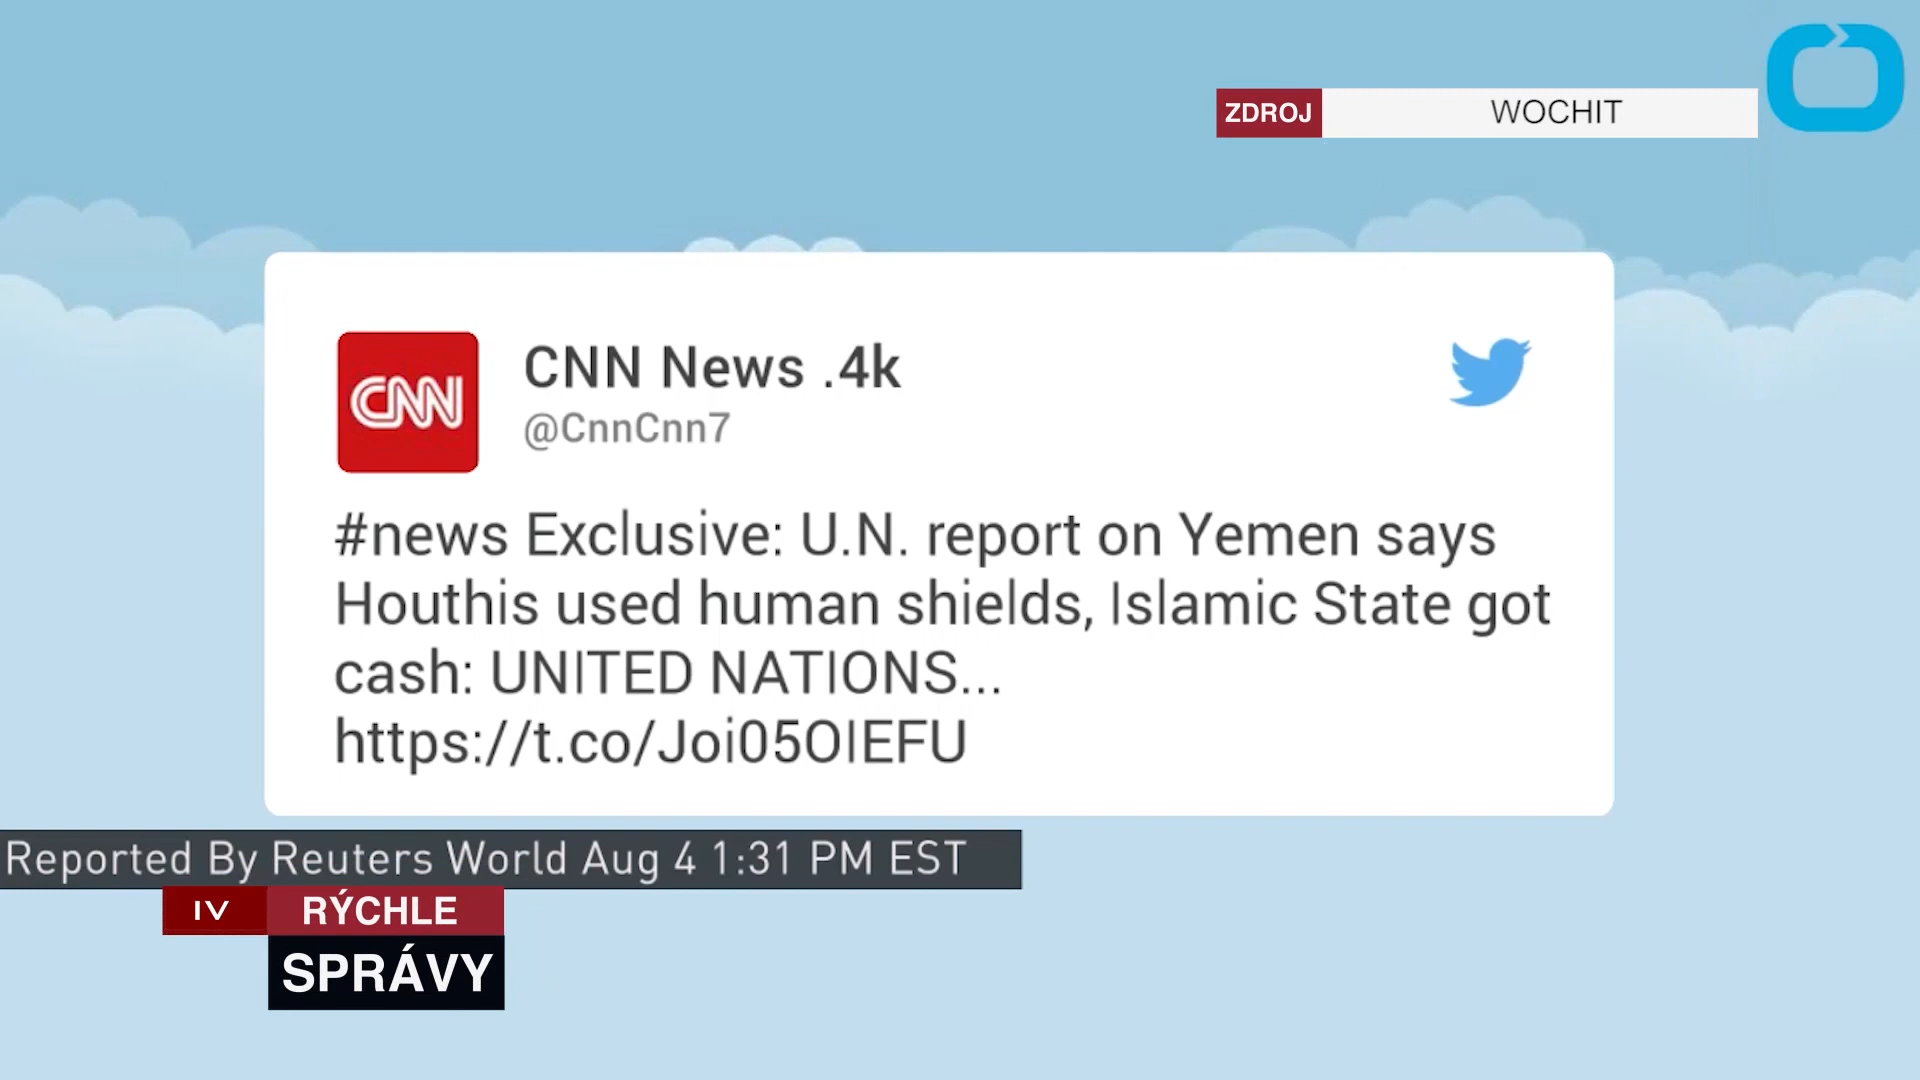 ZDROJ WOCHIT
CNN
CNN News .4k
@CnnCnn7
#news Exclusive: U.N. report on Yemen says
Houthis used human shields, Islamic State got
cash: UNITED NATIONS...
https://t.co/Joi05OIEFU
Reported By Reuters World Aug 4 1:31 PM EST
IV RÝCHLE
SPRÁVY